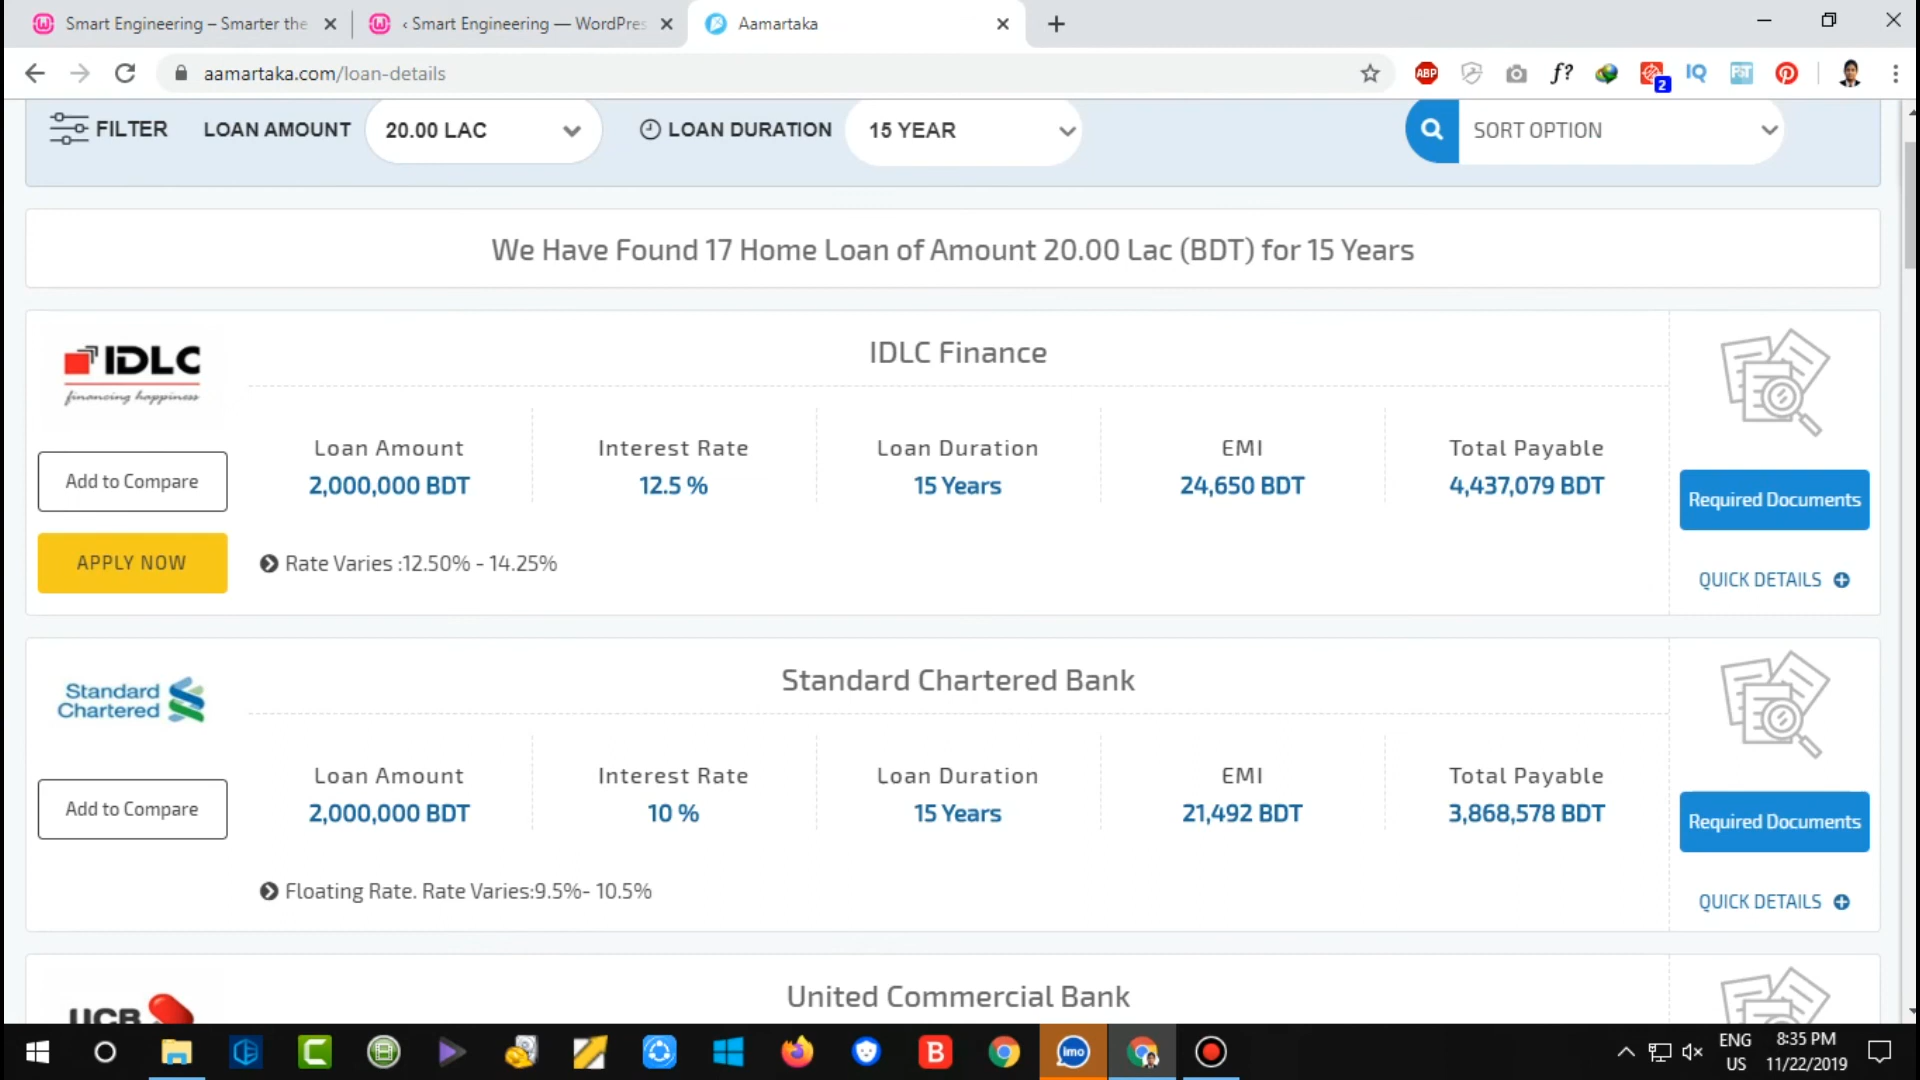 Smart Engineering – Smarter the
‹ Smart Engineering — WordPres
Aamartaka
aamartaka.com/loan-details
ABP
f?
2
IQ
FILTER
LOAN AMOUNT
20.00 LAC
LOAN DURATION
15 YEAR
SORT OPTION
We Have Found 17 Home Loan of Amount 20.00 Lac (BDT) for 15 Years
IDLC
financing happiness
IDLC Finance
Add to Compare
APPLY NOW
Loan Amount
2,000,000 BDT
Interest Rate
12.5 %
Loan Duration
15 Years
EMI
24,650 BDT
Total Payable
4,437,079 BDT
Rate Varies :12.50% - 14.25%
Required Documents
QUICK DETAILS
Standard
Chartered
Standard Chartered Bank
Add to Compare
Loan Amount
2,000,000 BDT
Interest Rate
10 %
Loan Duration
15 Years
EMI
21,492 BDT
Total Payable
3,868,578 BDT
Floating Rate. Rate Varies:9.5%- 10.5%
Required Documents
QUICK DETAILS
UCB
United Commercial Bank
B
imo
ENG
US
8:35 PM
11/22/2019